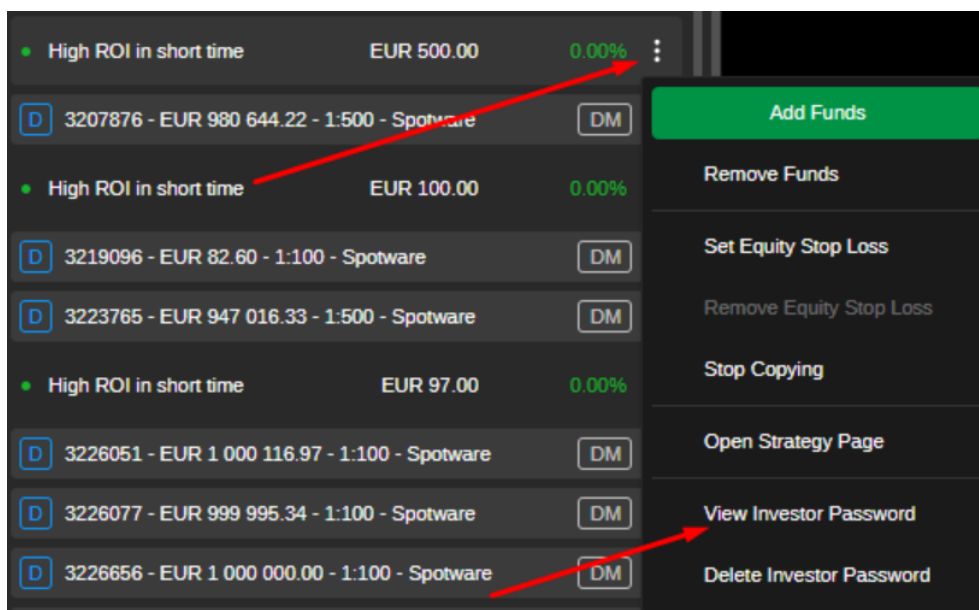 High ROI in short time EUR 500.00 0.00%
D 3207876 - EUR 980 644.22 - 1:500 - Spotware DM
High ROI in short time EUR 100.00 0.00%
D 3219096 - EUR 82.60 - 1:100 - Spotware DM
D 3223765 - EUR 947 016.33 - 1:500 - Spotware DM
High ROI in short time EUR 97.00 0.00%
D 3226051 - EUR 1 000 116.97 - 1:100 - Spotware DM
D 3226077 - EUR 999 995.34 - 1:100 - Spotware DM
D 3226656 - EUR 1 000 000.00 - 1:100 - Spotware DM
Add Funds
Remove Funds
Set Equity Stop Loss
Remove Equity Stop Loss
Stop Copying
Open Strategy Page
View Investor Password
Delete Investor Password